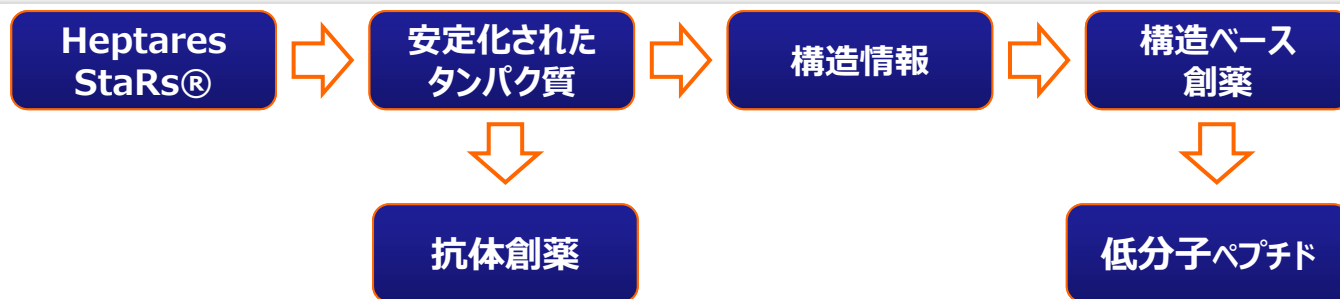 Heptares
StaRs®
安定化された
タンパク質
構造情報
構造ベース
創薬
抗体創薬
低分子ペプチド